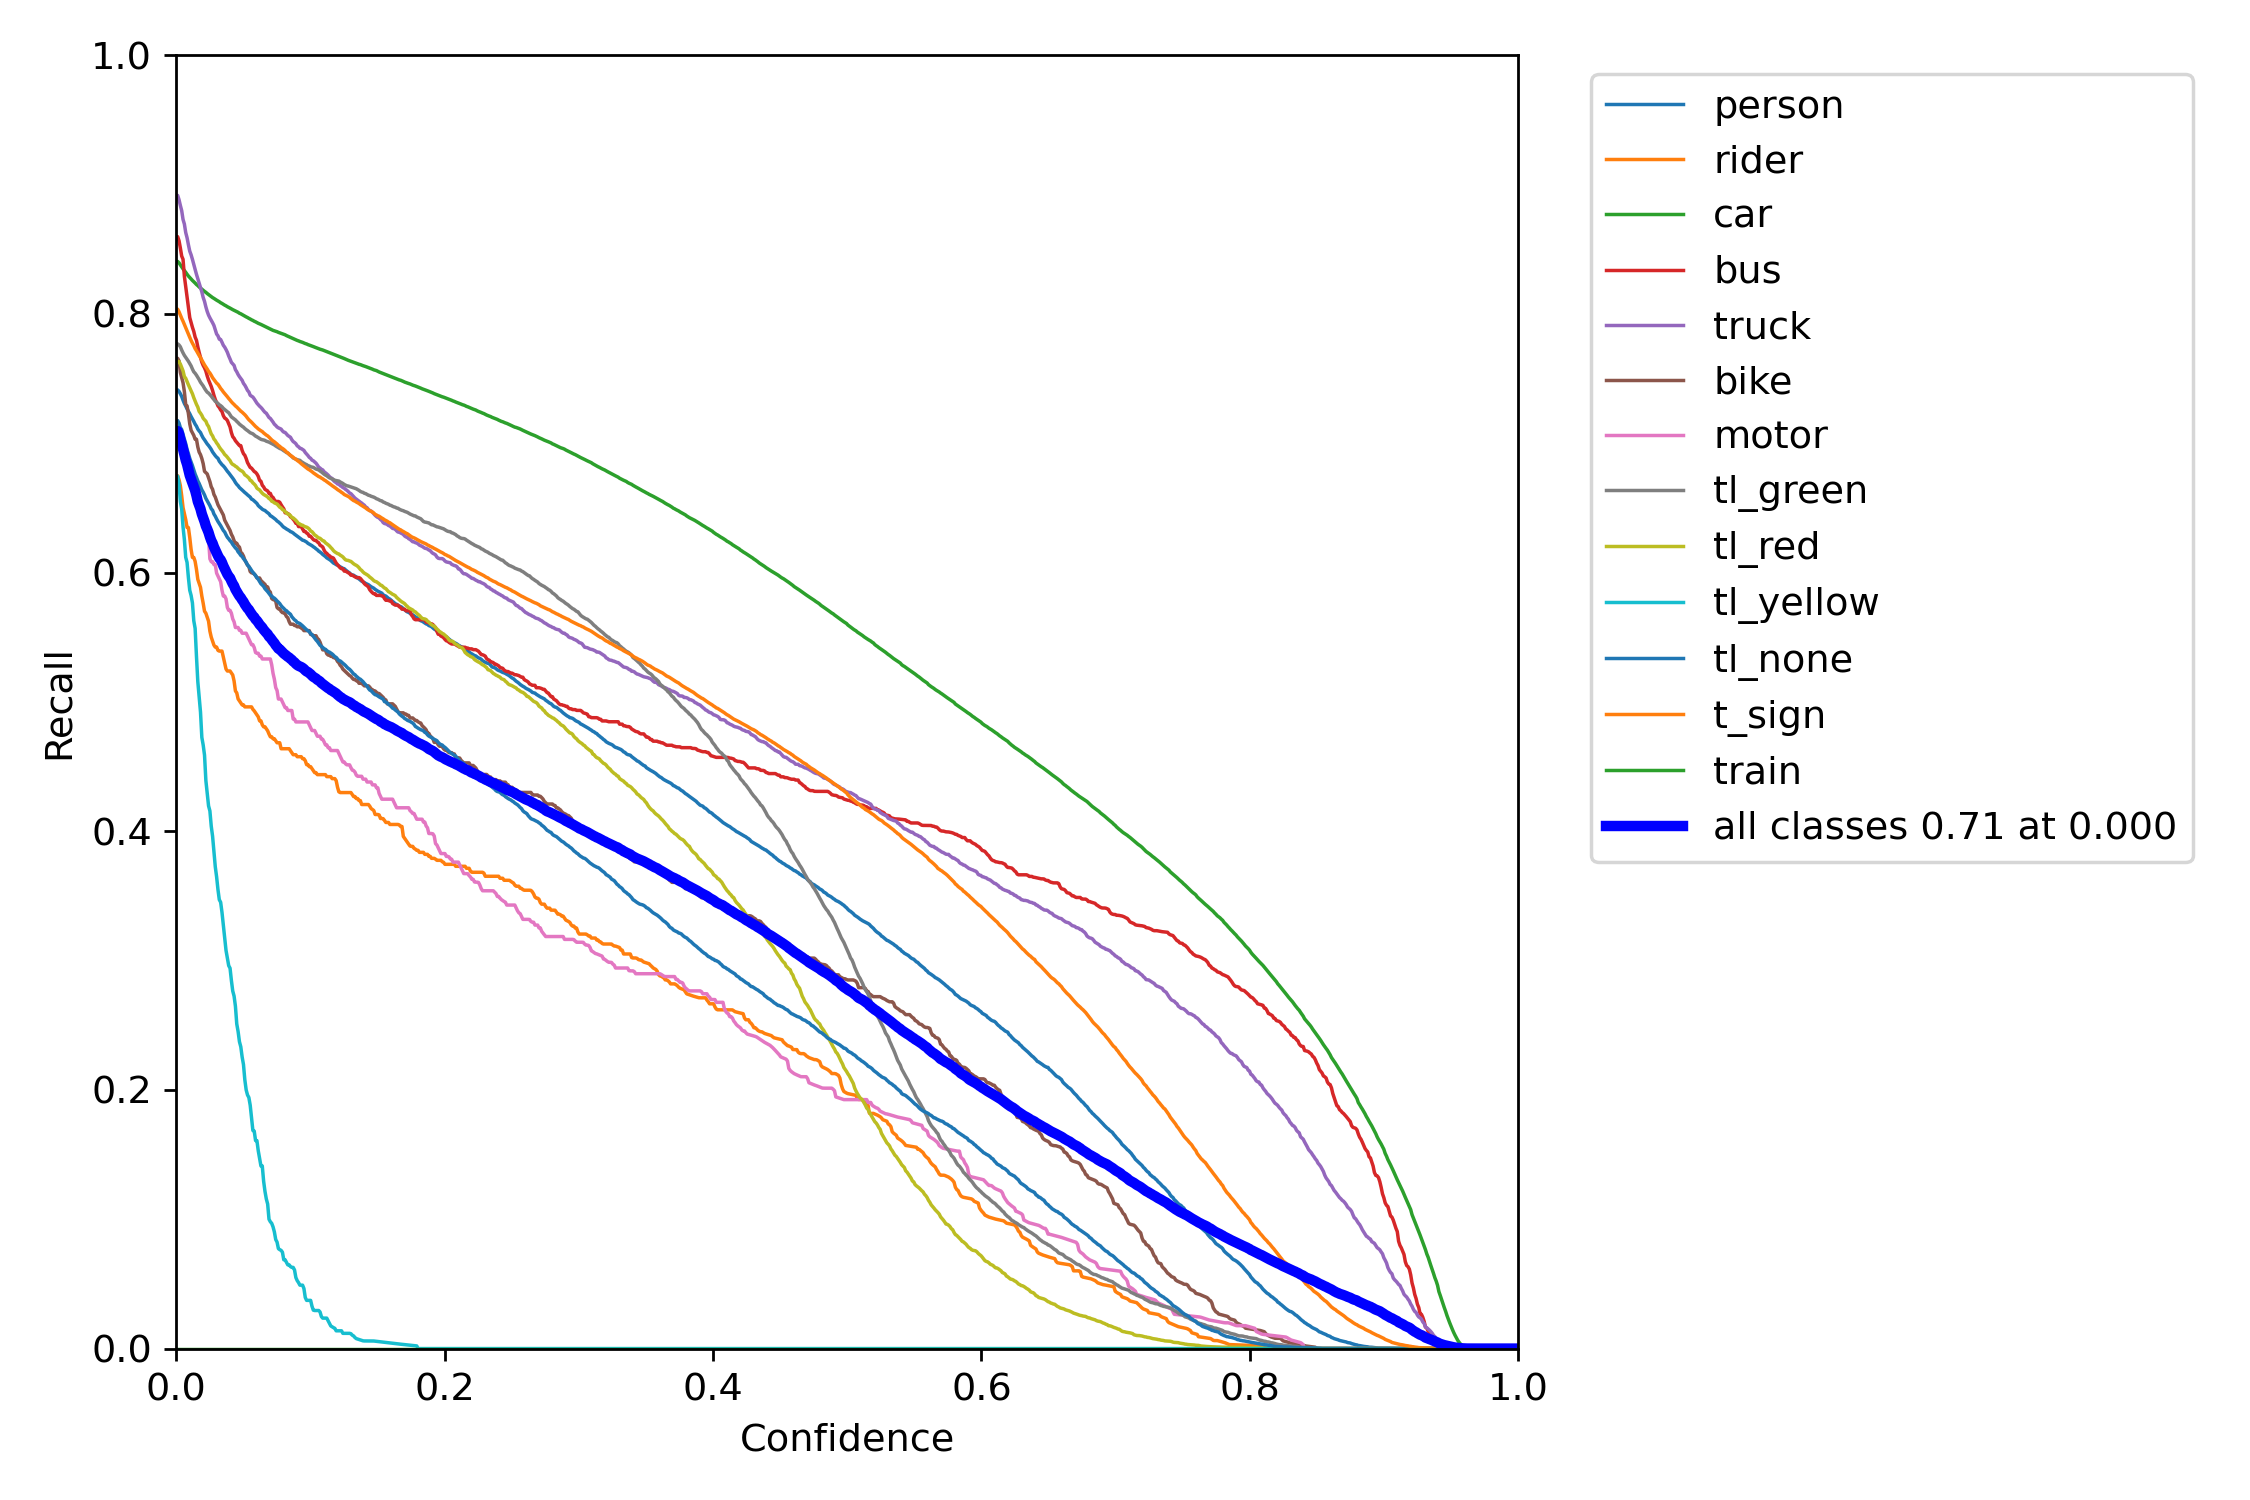 1.0
0.8
0.6
0.4
0.2
0.0
Recall
0.0 0.2 0.4 0.6 0.8 1.0
Confidence
person
rider
car
bus
truck
bike
motor
tl_green
tl_red
tl_yellow
tl_none
t_sign
train
all classes 0.71 at 0.000